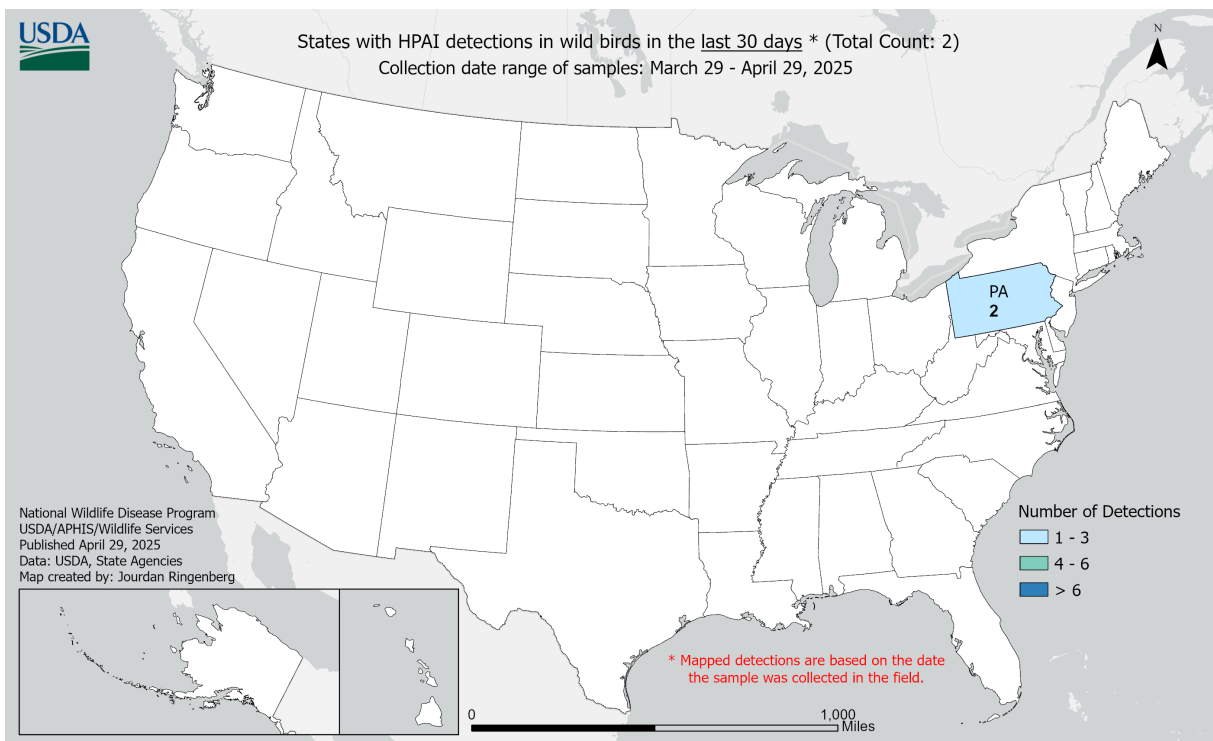 USDA
States with HPAI detections in wild birds in the last 30 days * (Total Count: 2)
Collection date range of samples: March 29 - April 29, 2025
N
PA
2
National Wildlife Disease Program
USDA/APHIS/Wildlife Services
Published April 29, 2025
Data: USDA, State Agencies
Map created by: Jourdan Ringenberg
Number of Detections
1 - 3
4 - 6
> 6
* Mapped detections are based on the date
the sample was collected in the field.
0 1,000
Miles